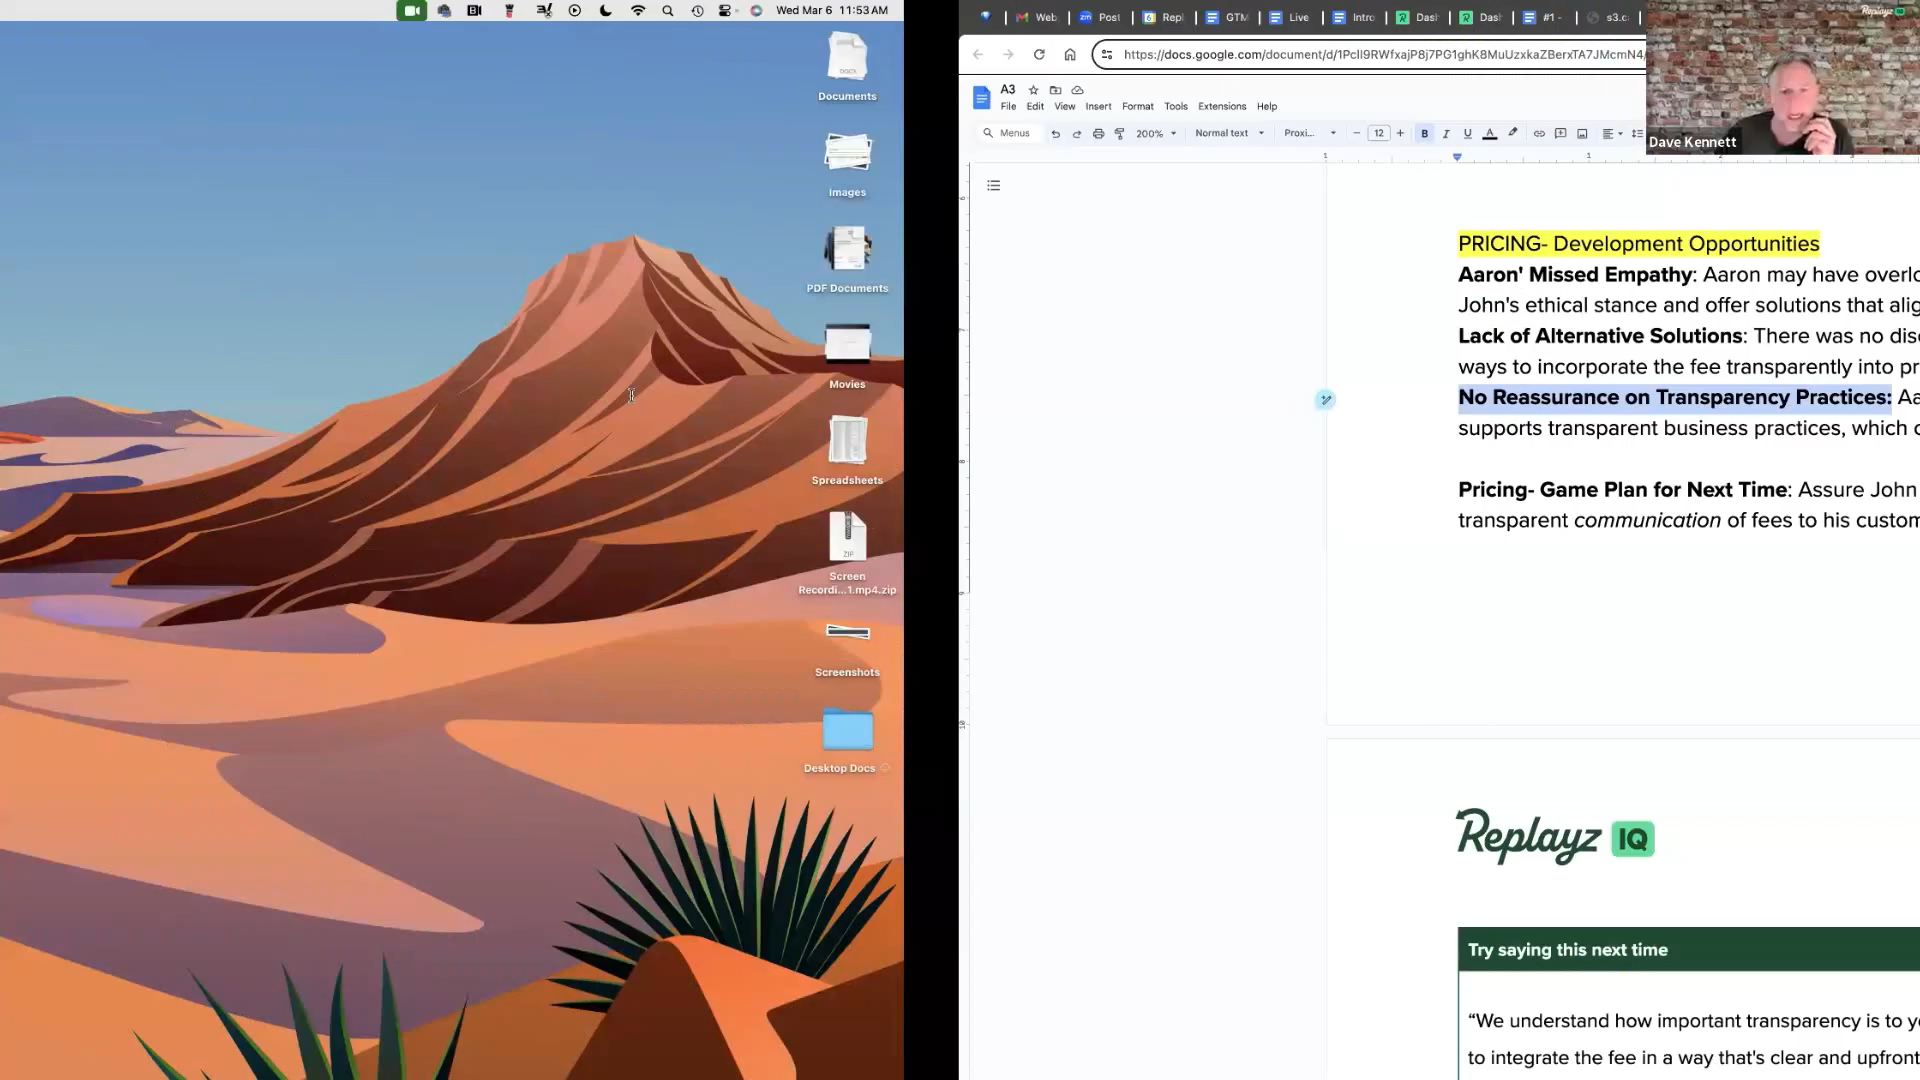 Wed Mar 6 11:53 AM
Documents
Images
PDF Documents
Movies
Spreadsheets
ZIP
Screen
Recordi...1.mp4.zip
Screenshots
Desktop Docs
Web
Post
Repl
GTM
Live
Intro
Das
Das
#1 -
s3.c
https://docs.google.com/document/d/1Pcll9RWfxajP8j7PG1ghK8MuUzxkaZBerxTA7JMcmN4/
Replayz IQ
Dave Kennett
A3
File Edit View Insert Format Tools Extensions Help
Menus 200% Normal text Proxi... 12 B I U A
PRICING- Development Opportunities
Aaron' Missed Empathy: Aaron may have overlo
John's ethical stance and offer solutions that alig
Lack of Alternative Solutions: There was no disc
ways to incorporate the fee transparently into pr
No Reassurance on Transparency Practices: Aa
supports transparent business practices, which c
Pricing- Game Plan for Next Time: Assure John
transparent communication of fees to his custom
Replayz IQ
Try saying this next time
“We understand how important transparency is to y
to integrate the fee in a way that's clear and upfront